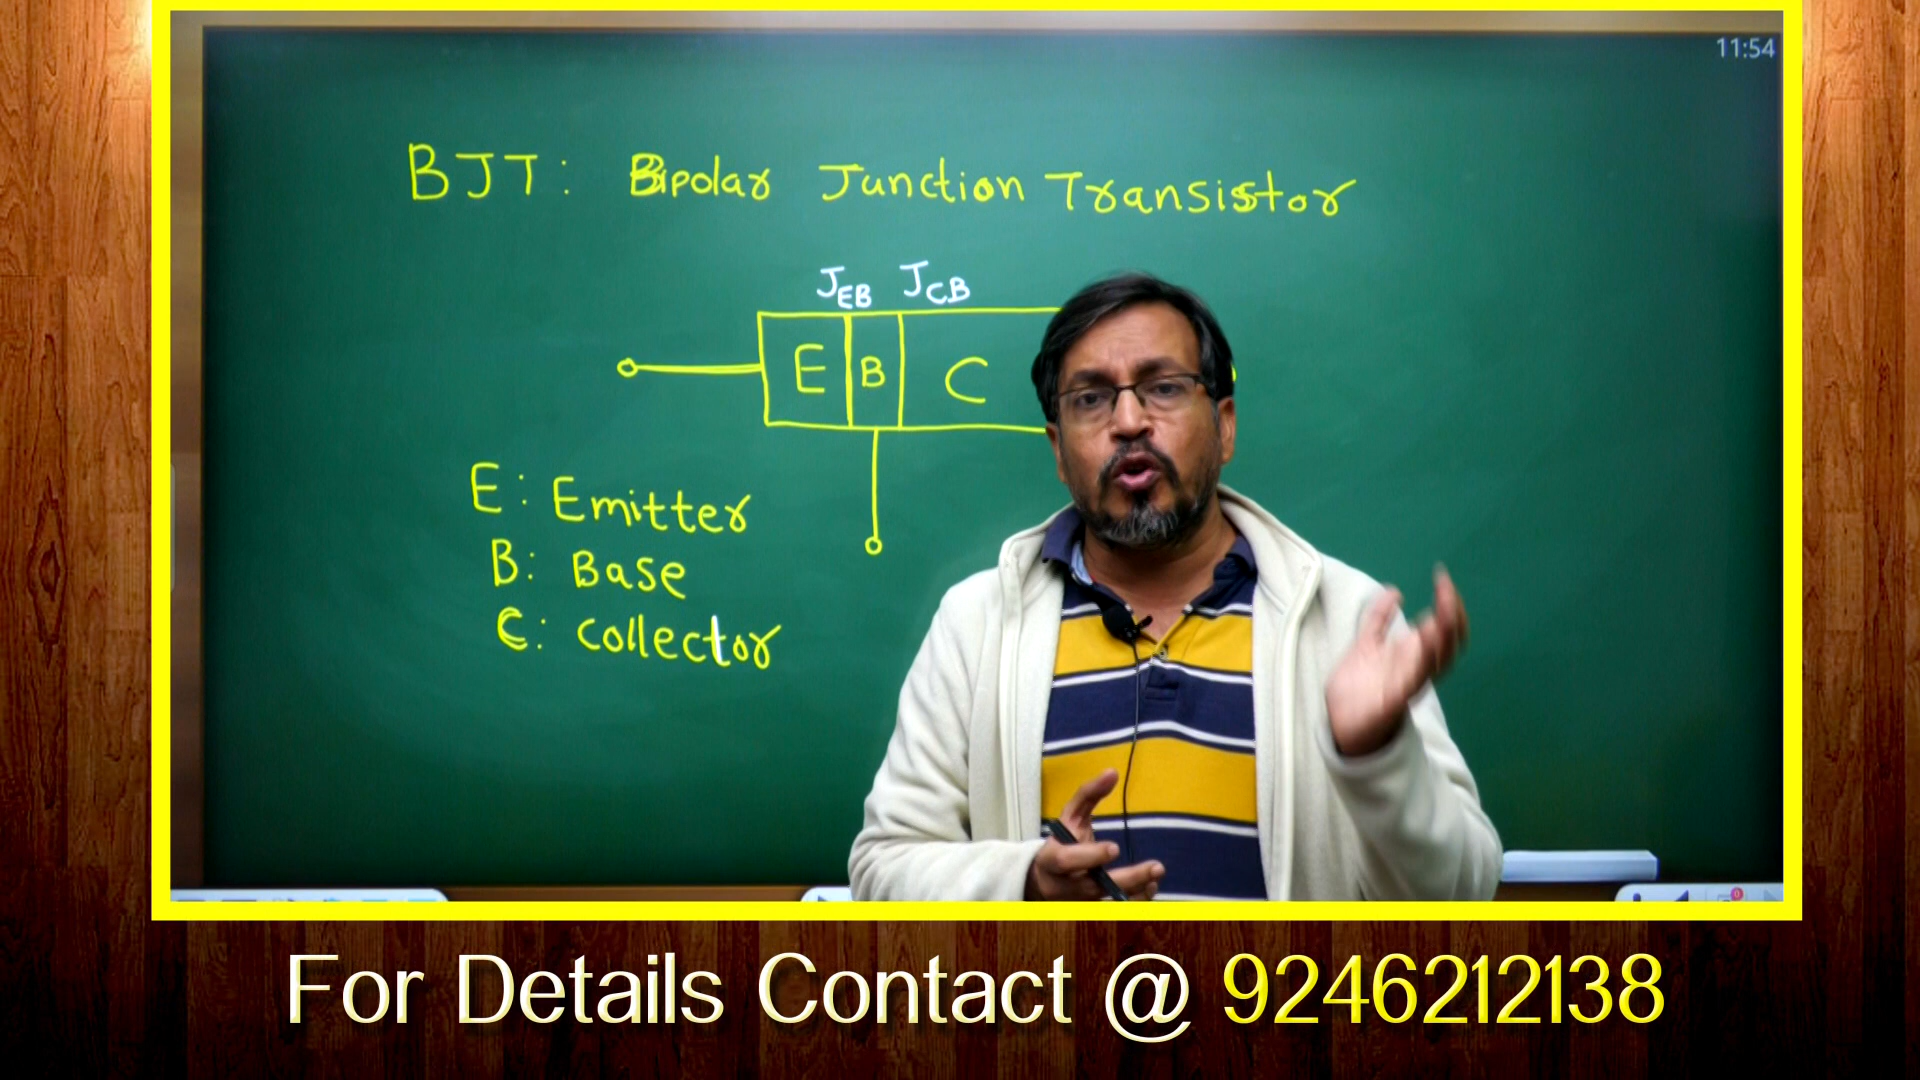 11:54
BJT: Bipolar Junction Transistor
JEB JCB
E B C
E: Emitter
B: Base
C: Collector
For Details Contact @ 9246212138